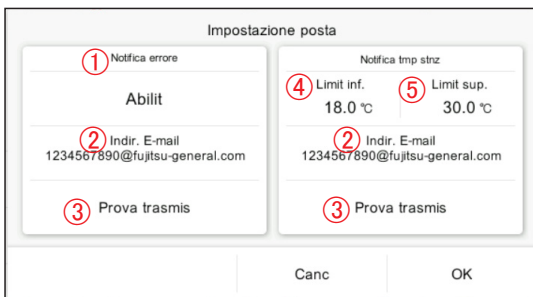 Impostazione posta
① Notifica errore
Abilit
② Indir. E-mail
1234567890@fujitsu-general.com
③ Prova trasmis
Notifica tmp stnz
④ Limit inf.
18.0 ℃
⑤ Limit sup.
30.0 ℃
② Indir. E-mail
1234567890@fujitsu-general.com
③ Prova trasmis
Canc
OK